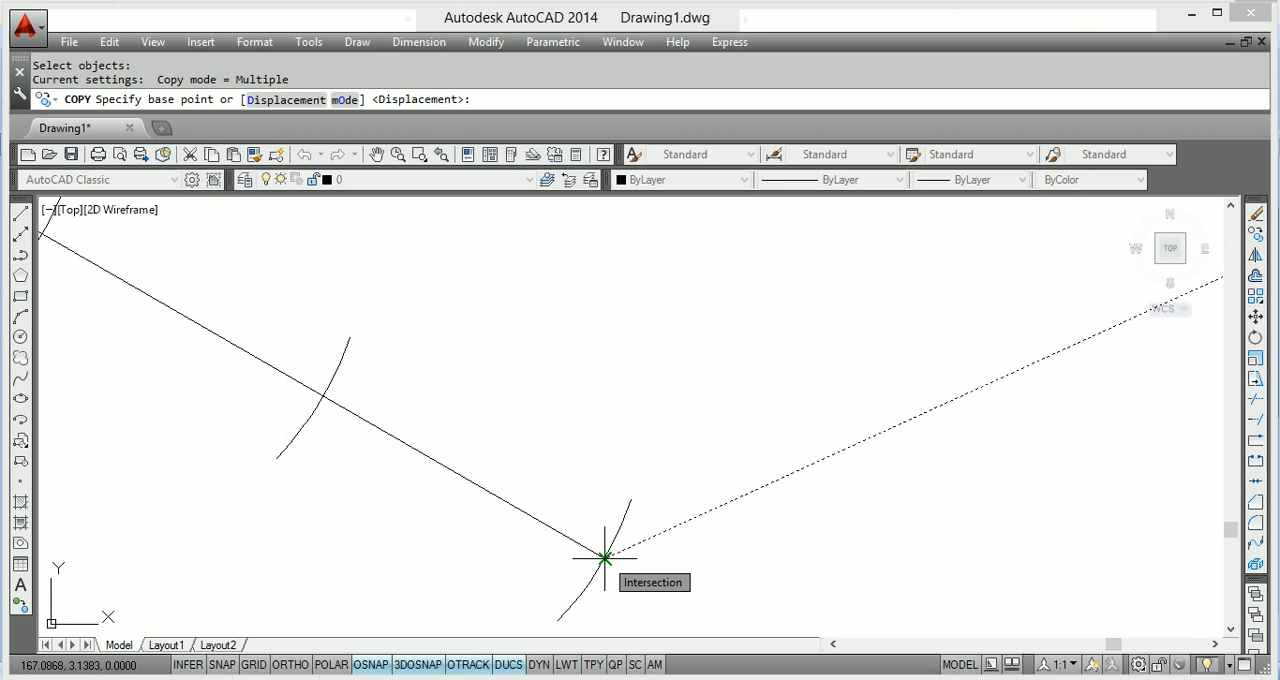 Autodesk AutoCAD 2014 Drawing1.dwg
File Edit View Insert Format Tools Draw Dimension Modify Parametric Window Help Express
Select objects:
Current settings:  Copy mode = Multiple
COPY Specify base point or [Displacement mOde] <Displacement>:
Drawing1*
Standard Standard Standard Standard
AutoCAD Classic 0 ByLayer ByLayer ByLayer ByColor
[−][Top][2D Wireframe]
N
W TOP E
S
WCS
Intersection
A
Y
X
Model Layout1 Layout2
167.0868, 3.1383, 0.0000 INFER SNAP GRID ORTHO POLAR OSNAP 3DOSNAP OTRACK DUCS DYN LWT TPY QP SC AM MODEL 1:1